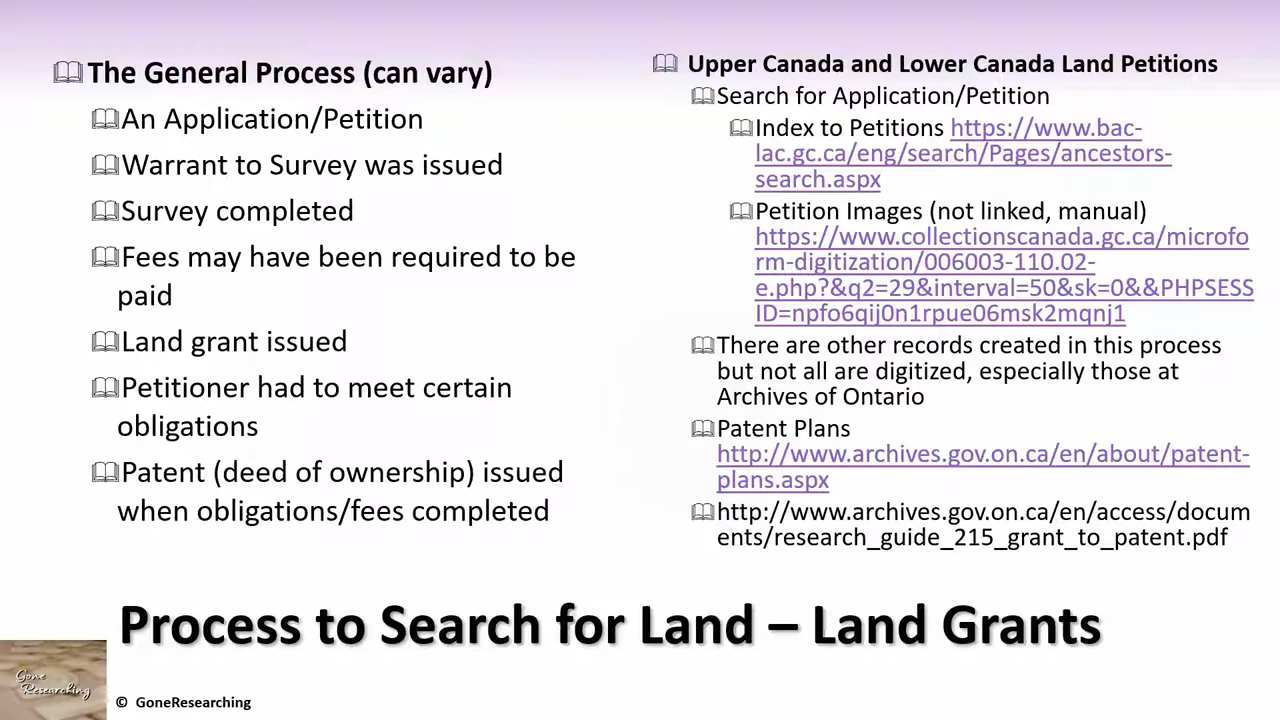 The General Process (can vary)
An Application/Petition
Warrant to Survey was issued
Survey completed
Fees may have been required to be
paid
Land grant issued
Petitioner had to meet certain
obligations
Patent (deed of ownership) issued
when obligations/fees completed
Upper Canada and Lower Canada Land Petitions
Search for Application/Petition
Index to Petitions https://www.bac-
lac.gc.ca/eng/search/Pages/ancestors-
search.aspx
Petition Images (not linked, manual)
https://www.collectionscanada.gc.ca/microfo
rm-digitization/006003-110.02-
e.php?&q2=29&interval=50&sk=0&&PHPSESS
ID=npfo6qij0n1rpue06msk2mqnj1
There are other records created in this process
but not all are digitized, especially those at
Archives of Ontario
Patent Plans
http://www.archives.gov.on.ca/en/about/patent-
plans.aspx
http://www.archives.gov.on.ca/en/access/docum
ents/research_guide_215_grant_to_patent.pdf
Process to Search for Land – Land Grants
Gone
Researching
© GoneResearching